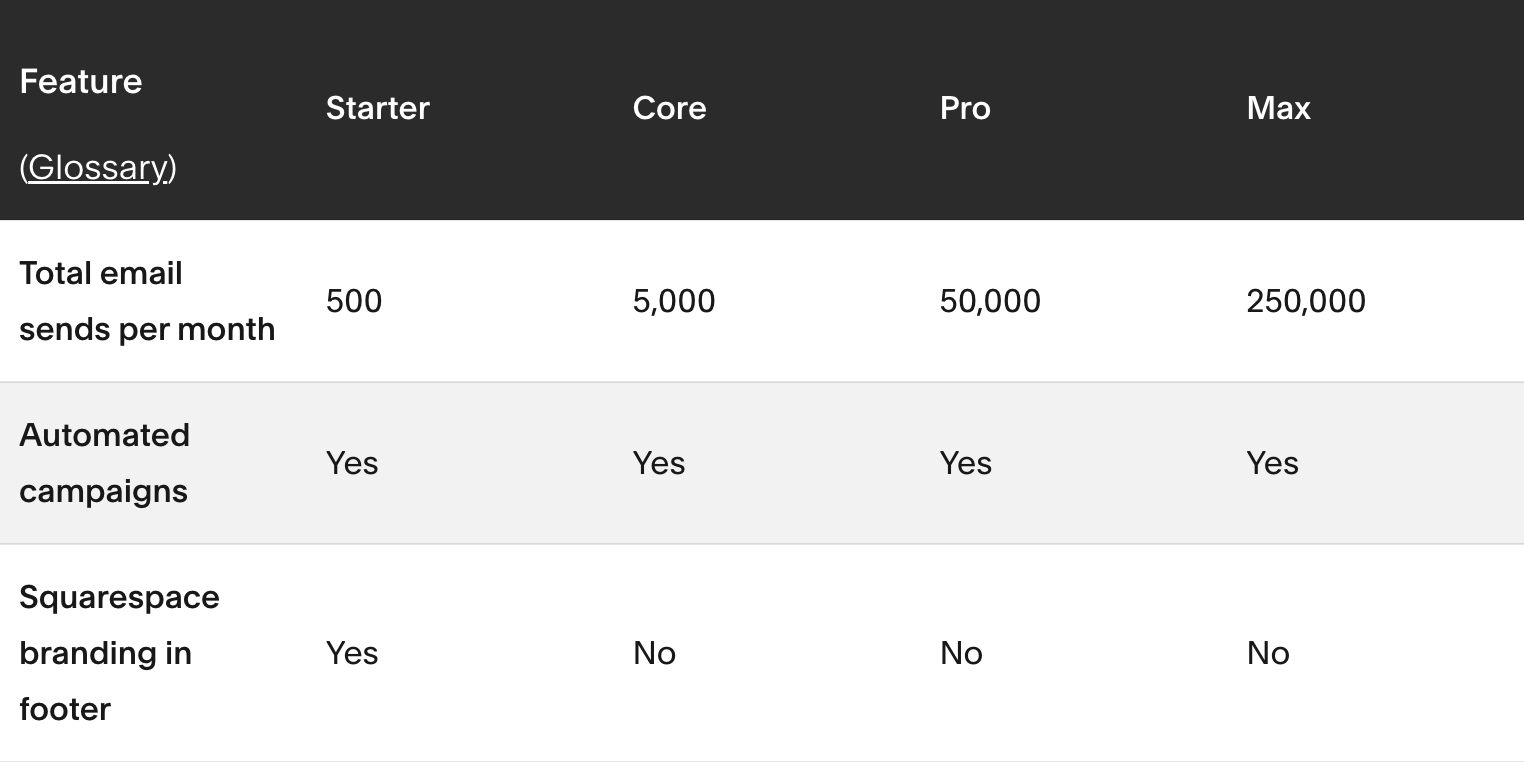 Feature
(Glossary)
Starter
Core
Pro
Max
Total email
sends per month
500
5,000
50,000
250,000
Automated
campaigns
Yes
Yes
Yes
Yes
Squarespace
branding in
footer
Yes
No
No
No